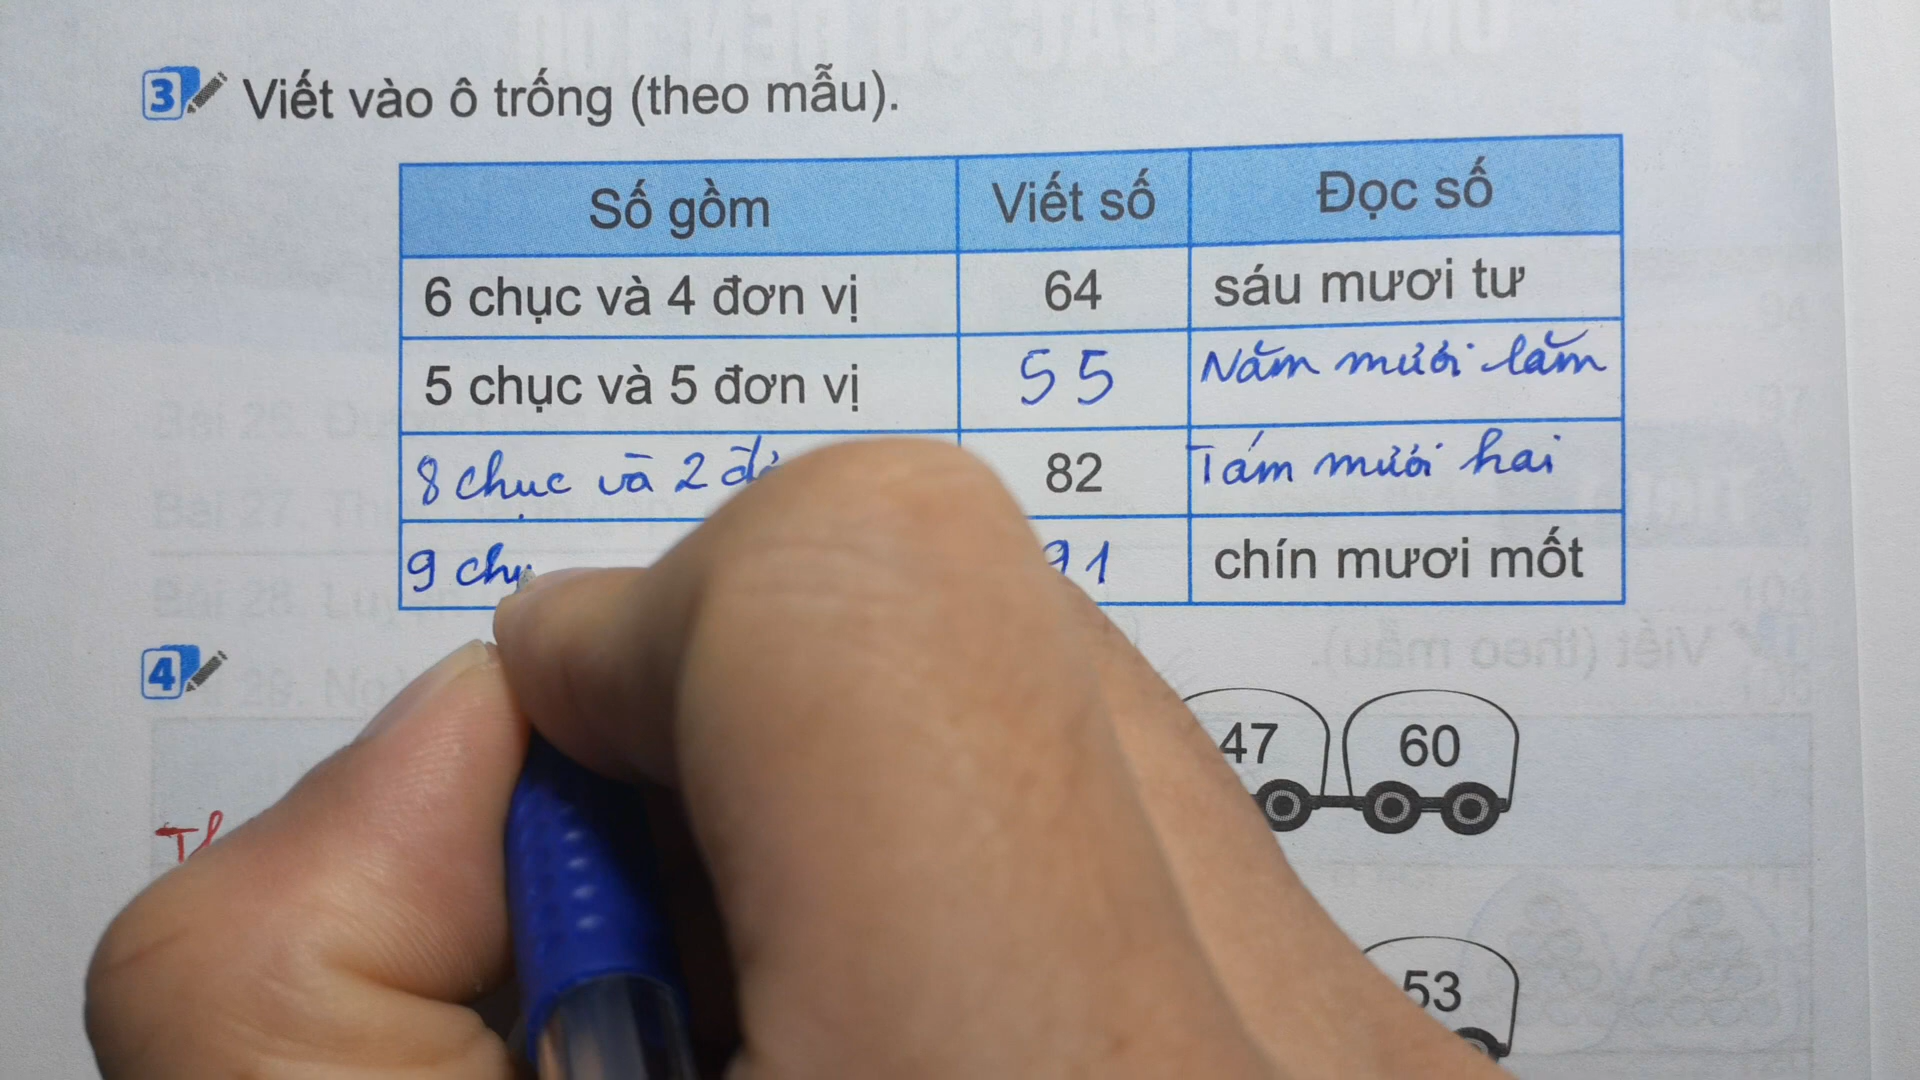 3 Viết vào ô trống (theo mẫu).
Số gồm Viết số Đọc số
6 chục và 4 đơn vị 64 sáu mươi tư
5 chục và 5 đơn vị 55 Năm mươi lăm
8 chục và 2 82 Tám mươi hai
9 91 chín mươi mốt
4
47 60
53